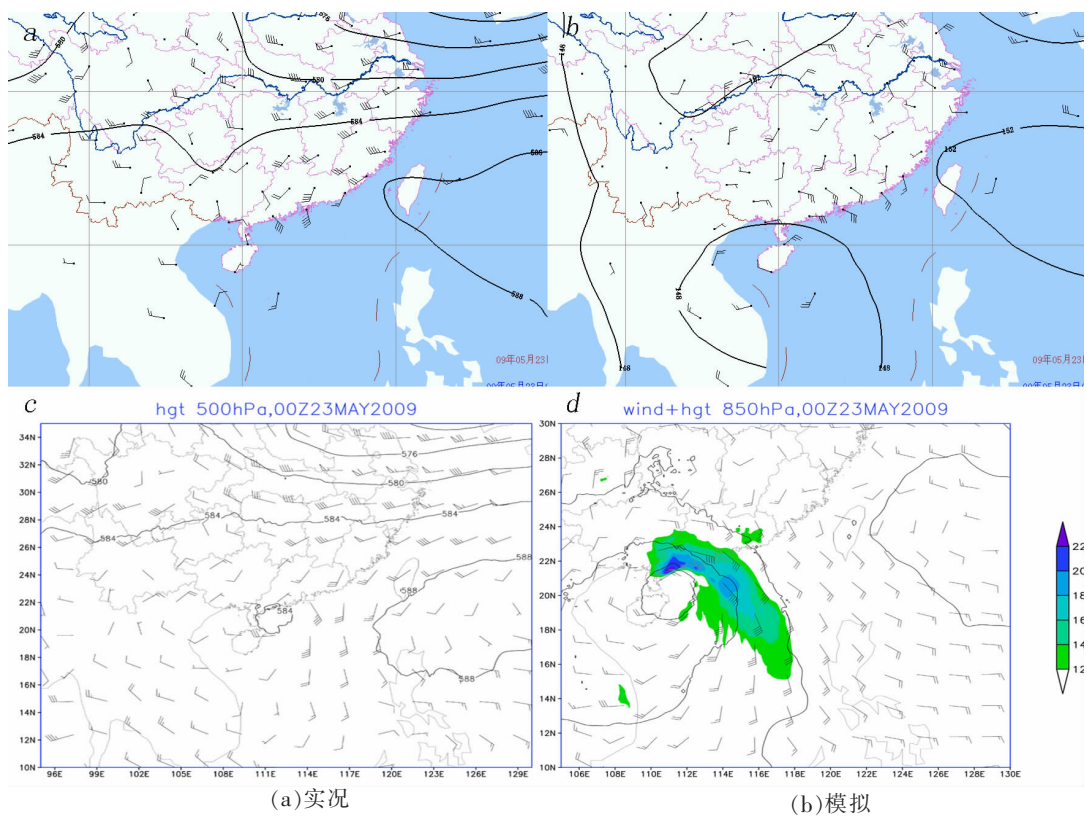 a
576
580
580
584
584
586
588
09年05月23日
b
146
152
152
148
148
148
09年05月23日
c
hgt 500hPa,00Z23MAY2009
34N
32N
30N
28N
26N
24N
22N
20N
18N
16N
14N
12N
10N
96E 99E 102E 105E 108E 111E 114E 117E 120E 123E 126E 129E
576
580
580
584
584
584
584
588
588
588
d
wind+hgt 850hPa,00Z23MAY2009
30N
28N
26N
24N
22N
20N
18N
16N
14N
12N
10N
106E 108E 110E 112E 114E 116E 118E 120E 122E 124E 126E 128E 130E
22
20
18
16
14
12
(a)实况
(b)模拟